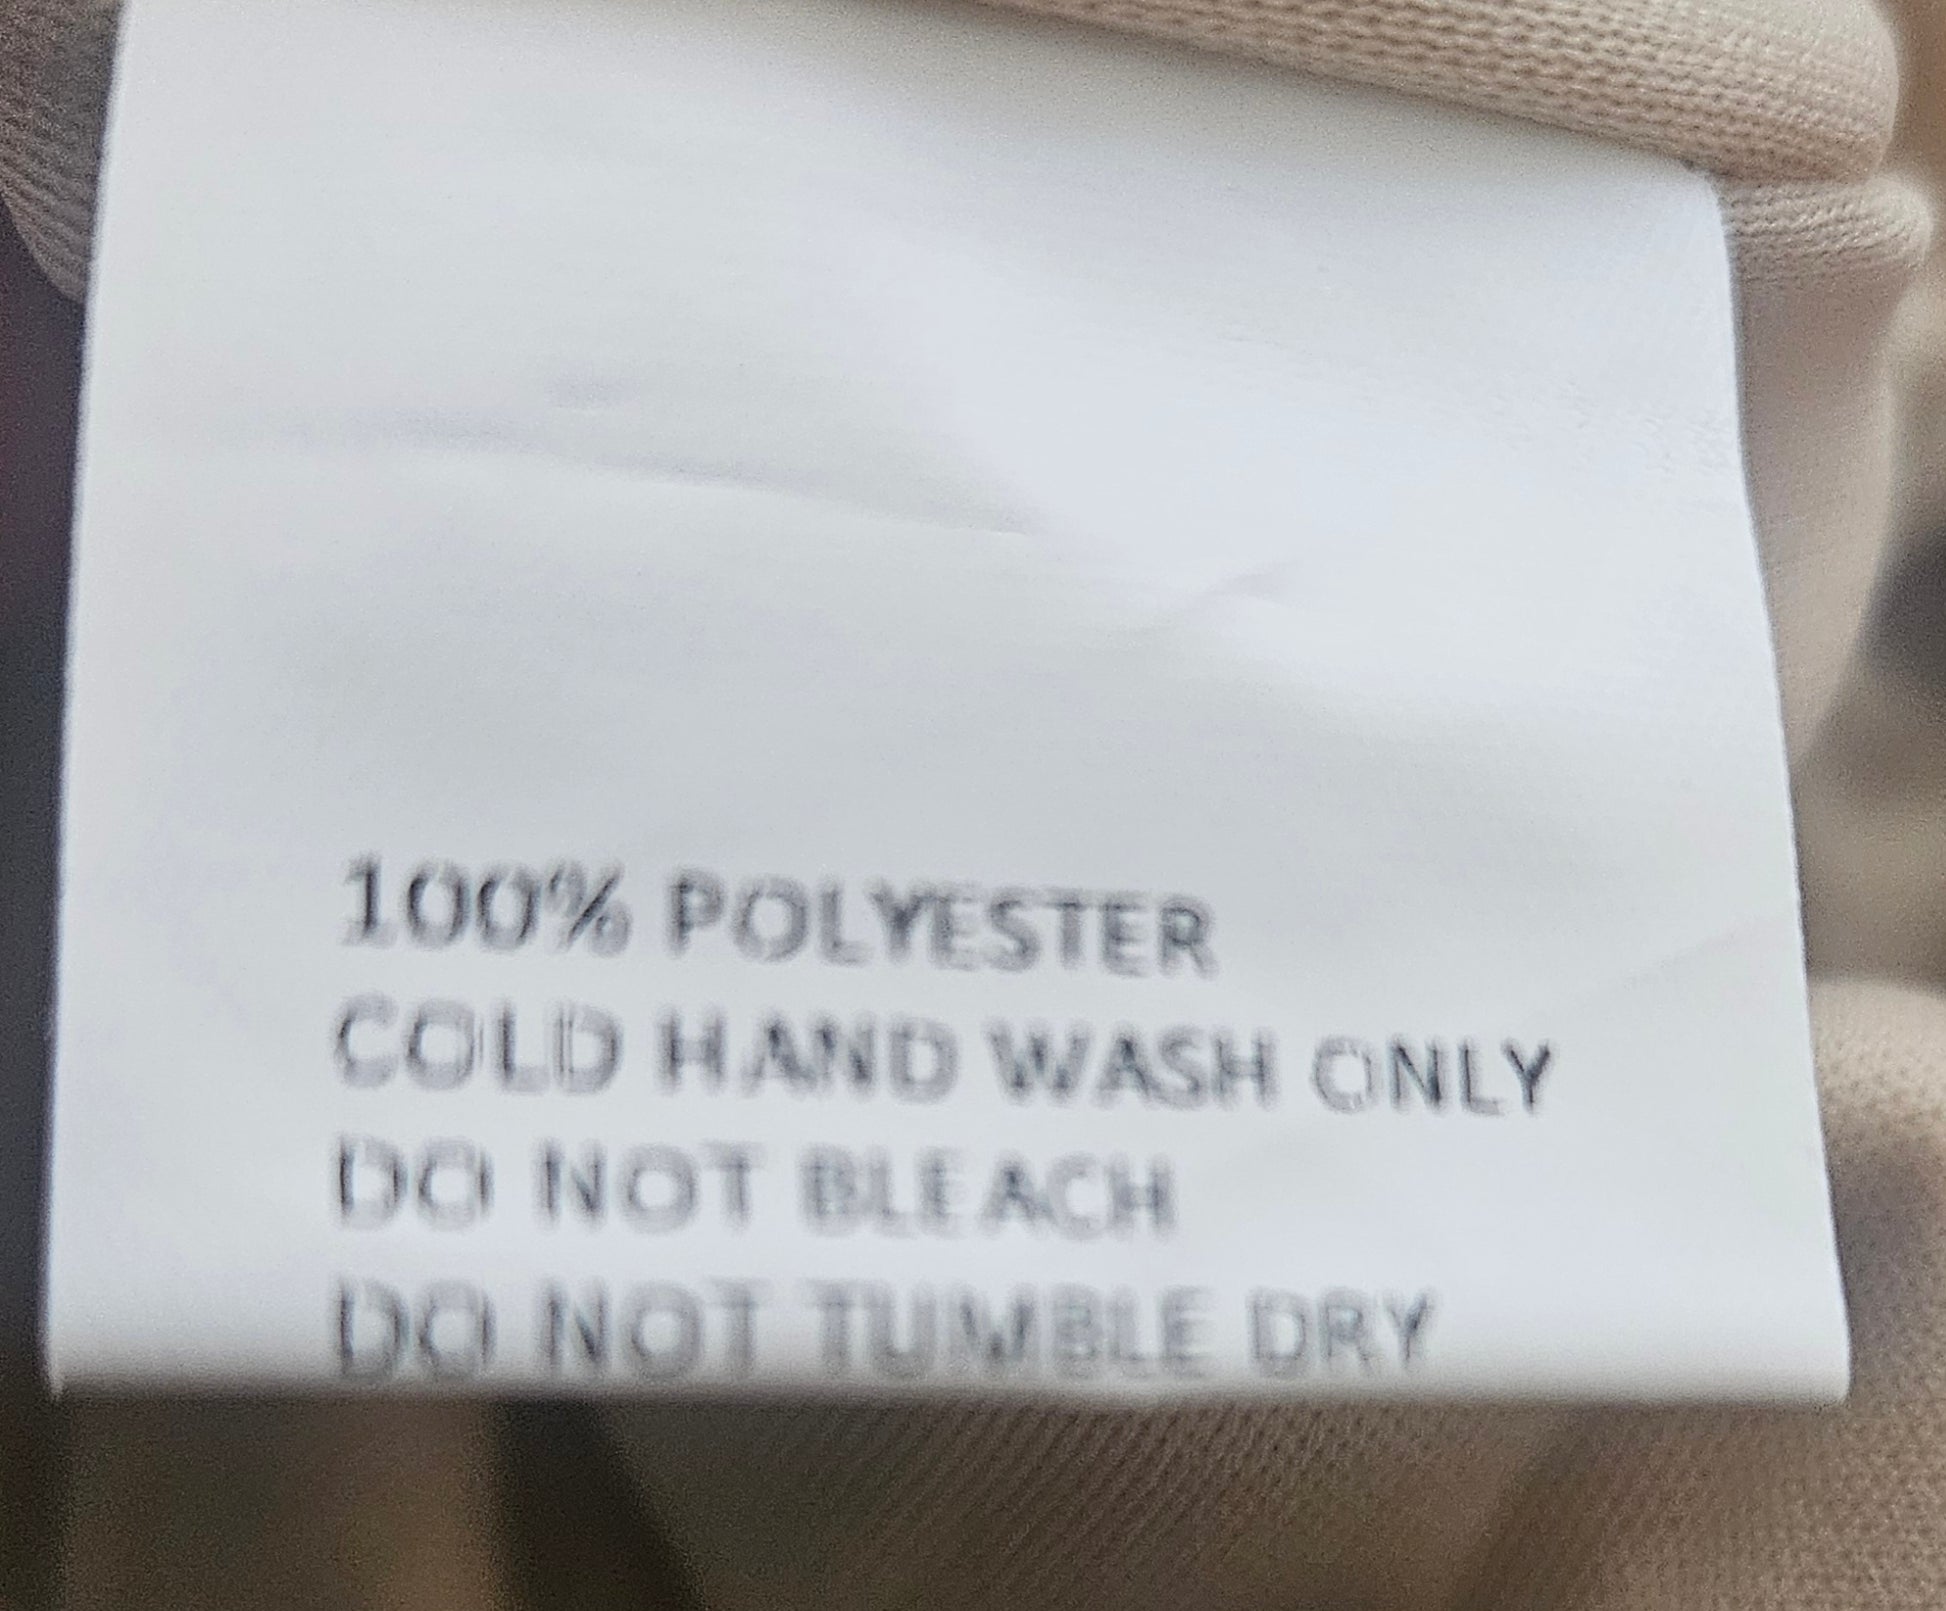 100% POLYESTER
COLD HAND WASH ONLY
DO NOT BLEACH
DO NOT TUMBLE DRY